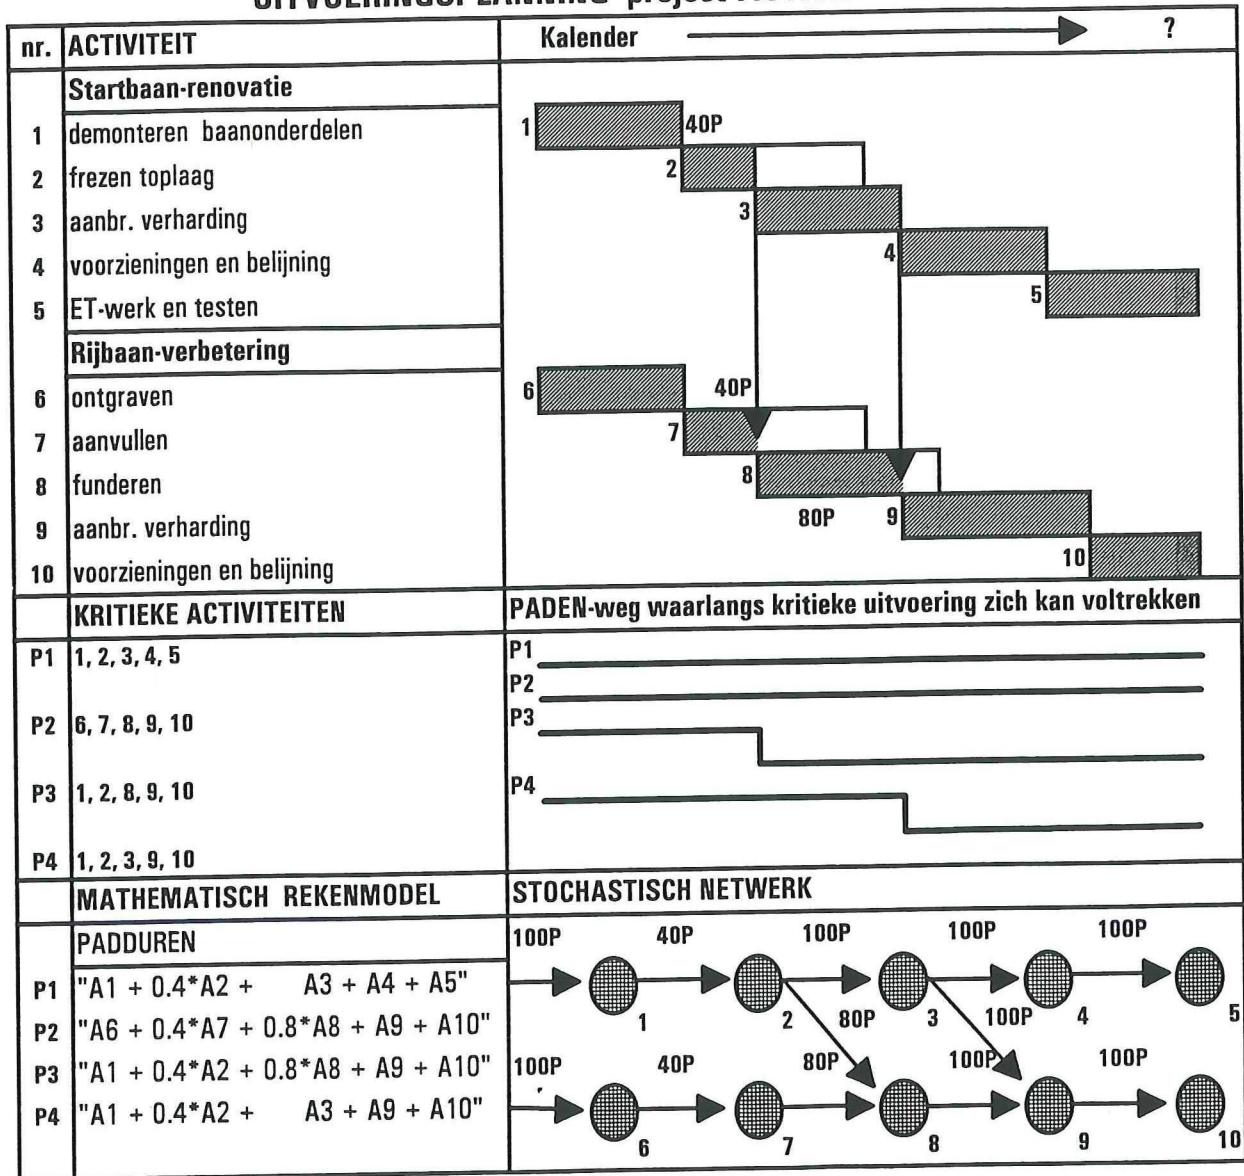 nr. ACTIVITEIT Kalender ?
Startbaan-renovatie
1 demonteren baanonderdelen 1 40P
2 frezen toplaag 2
3 aanbr. verharding 3
4 voorzieningen en belijning 4
5 ET-werk en testen 5
Rijbaan-verbetering
6 ontgraven 6 40P
7 aanvullen 7
8 funderen 8
9 aanbr. verharding 80P 9
10 voorzieningen en belijning 10
KRITIEKE ACTIVITEITEN PADEN-weg waarlangs kritieke uitvoering zich kan voltrekken
P1 1, 2, 3, 4, 5 P1
P2
P2 6, 7, 8, 9, 10 P3
P3 1, 2, 8, 9, 10 P4
P4 1, 2, 3, 9, 10
MATHEMATISCH REKENMODEL STOCHASTISCH NETWERK
PADDUREN 100P 40P 100P 100P 100P
P1 "A1 + 0.4*A2 + A3 + A4 + A5"
1 2 80P 3 100P 4 5
P2 "A6 + 0.4*A7 + 0.8*A8 + A9 + A10"
P3 "A1 + 0.4*A2 + 0.8*A8 + A9 + A10" 100P 40P 80P 100P 100P
P4 "A1 + 0.4*A2 + A3 + A9 + A10"
6 7 8 9 10